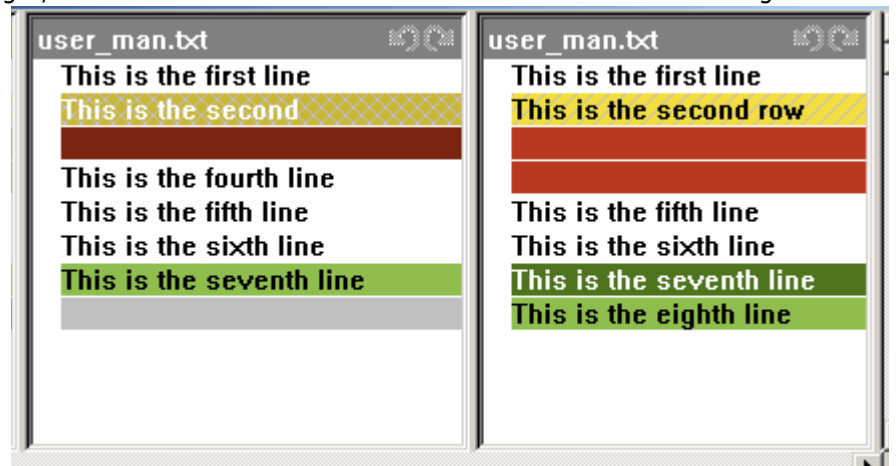 user_man.txt
This is the first line
This is the second
This is the fourth line
This is the fifth line
This is the sixth line
This is the seventh line
user_man.txt
This is the first line
This is the second row
This is the fifth line
This is the sixth line
This is the seventh line
This is the eighth line